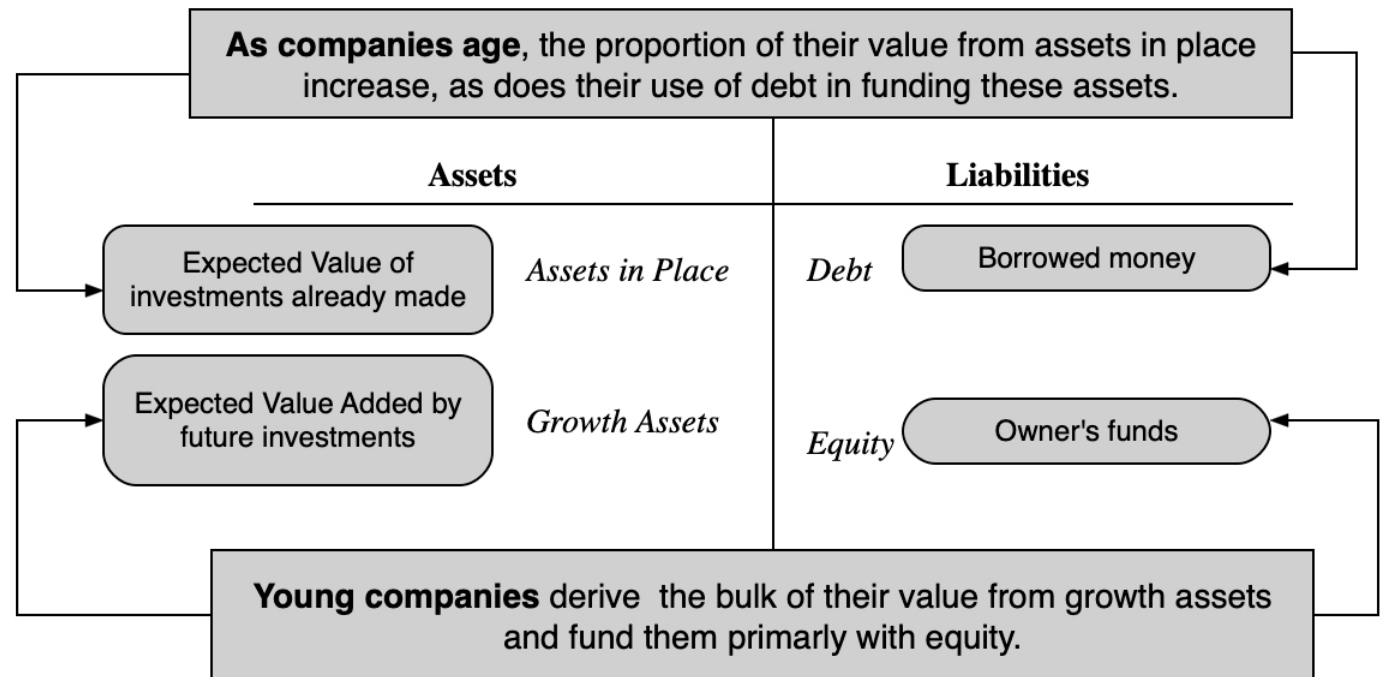 As companies age, the proportion of their value from assets in place
increase, as does their use of debt in funding these assets.
Assets
Liabilities
Expected Value of
investments already made
Assets in Place
Debt
Borrowed money
Expected Value Added by
future investments
Growth Assets
Equity
Owner's funds
Young companies derive the bulk of their value from growth assets
and fund them primarly with equity.